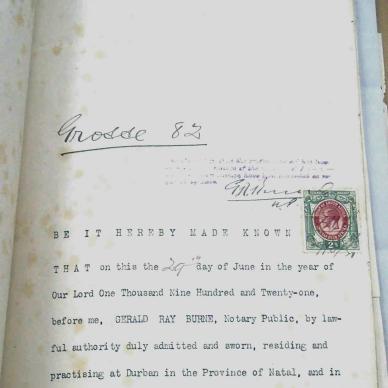 Grosse 82
N.P.
BE IT HEREBY MADE KNOWN
THAT on this the 29th day of June in the year of
Our Lord One Thousand Nine Hundred and Twenty-one,
before me, GERALD RAY BURNE, Notary Public, by law-
ful authority duly admitted and sworn, residing and
practising at Durban in the Province of Natal, and in